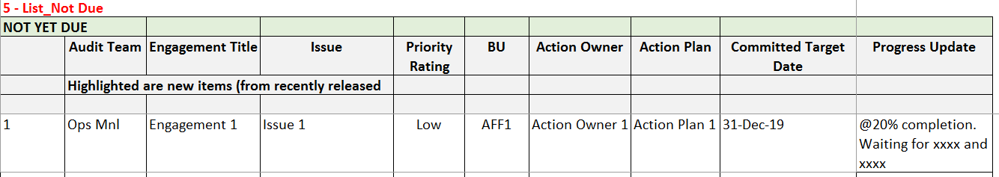 5 - List_Not Due
NOT YET DUE
Audit Team Engagement Title Issue Priority Rating BU Action Owner Action Plan Committed Target Date Progress Update
Highlighted are new items (from recently released
1 Ops Mnl Engagement 1 Issue 1 Low AFF1 Action Owner 1 Action Plan 1 31-Dec-19 @20% completion.
Waiting for xxxx and
xxxx